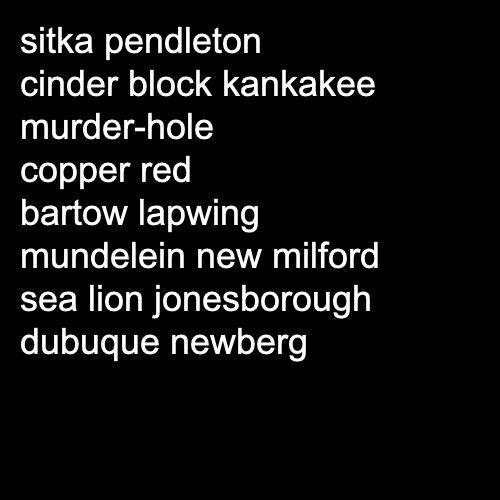 sitka pendleton
cinder block kankakee
murder-hole
copper red
bartow lapwing
mundelein new milford
sea lion jonesborough
dubuque newberg